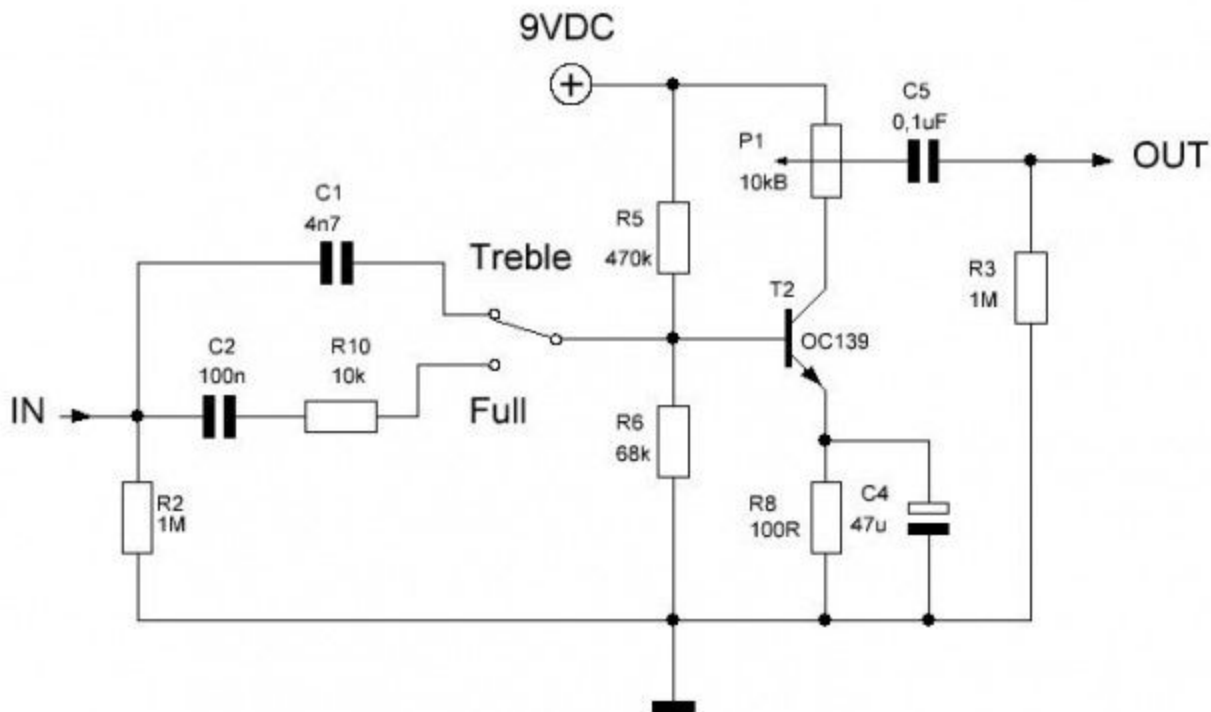 9VDC
C5
0,1uF
P1
10kB
OUT
C1
4n7
Treble
R5
470k
R3
1M
T2
OC139
C2
100n
R10
10k
IN
Full
R6
68k
R2
1M
R8
100R
C4
47u